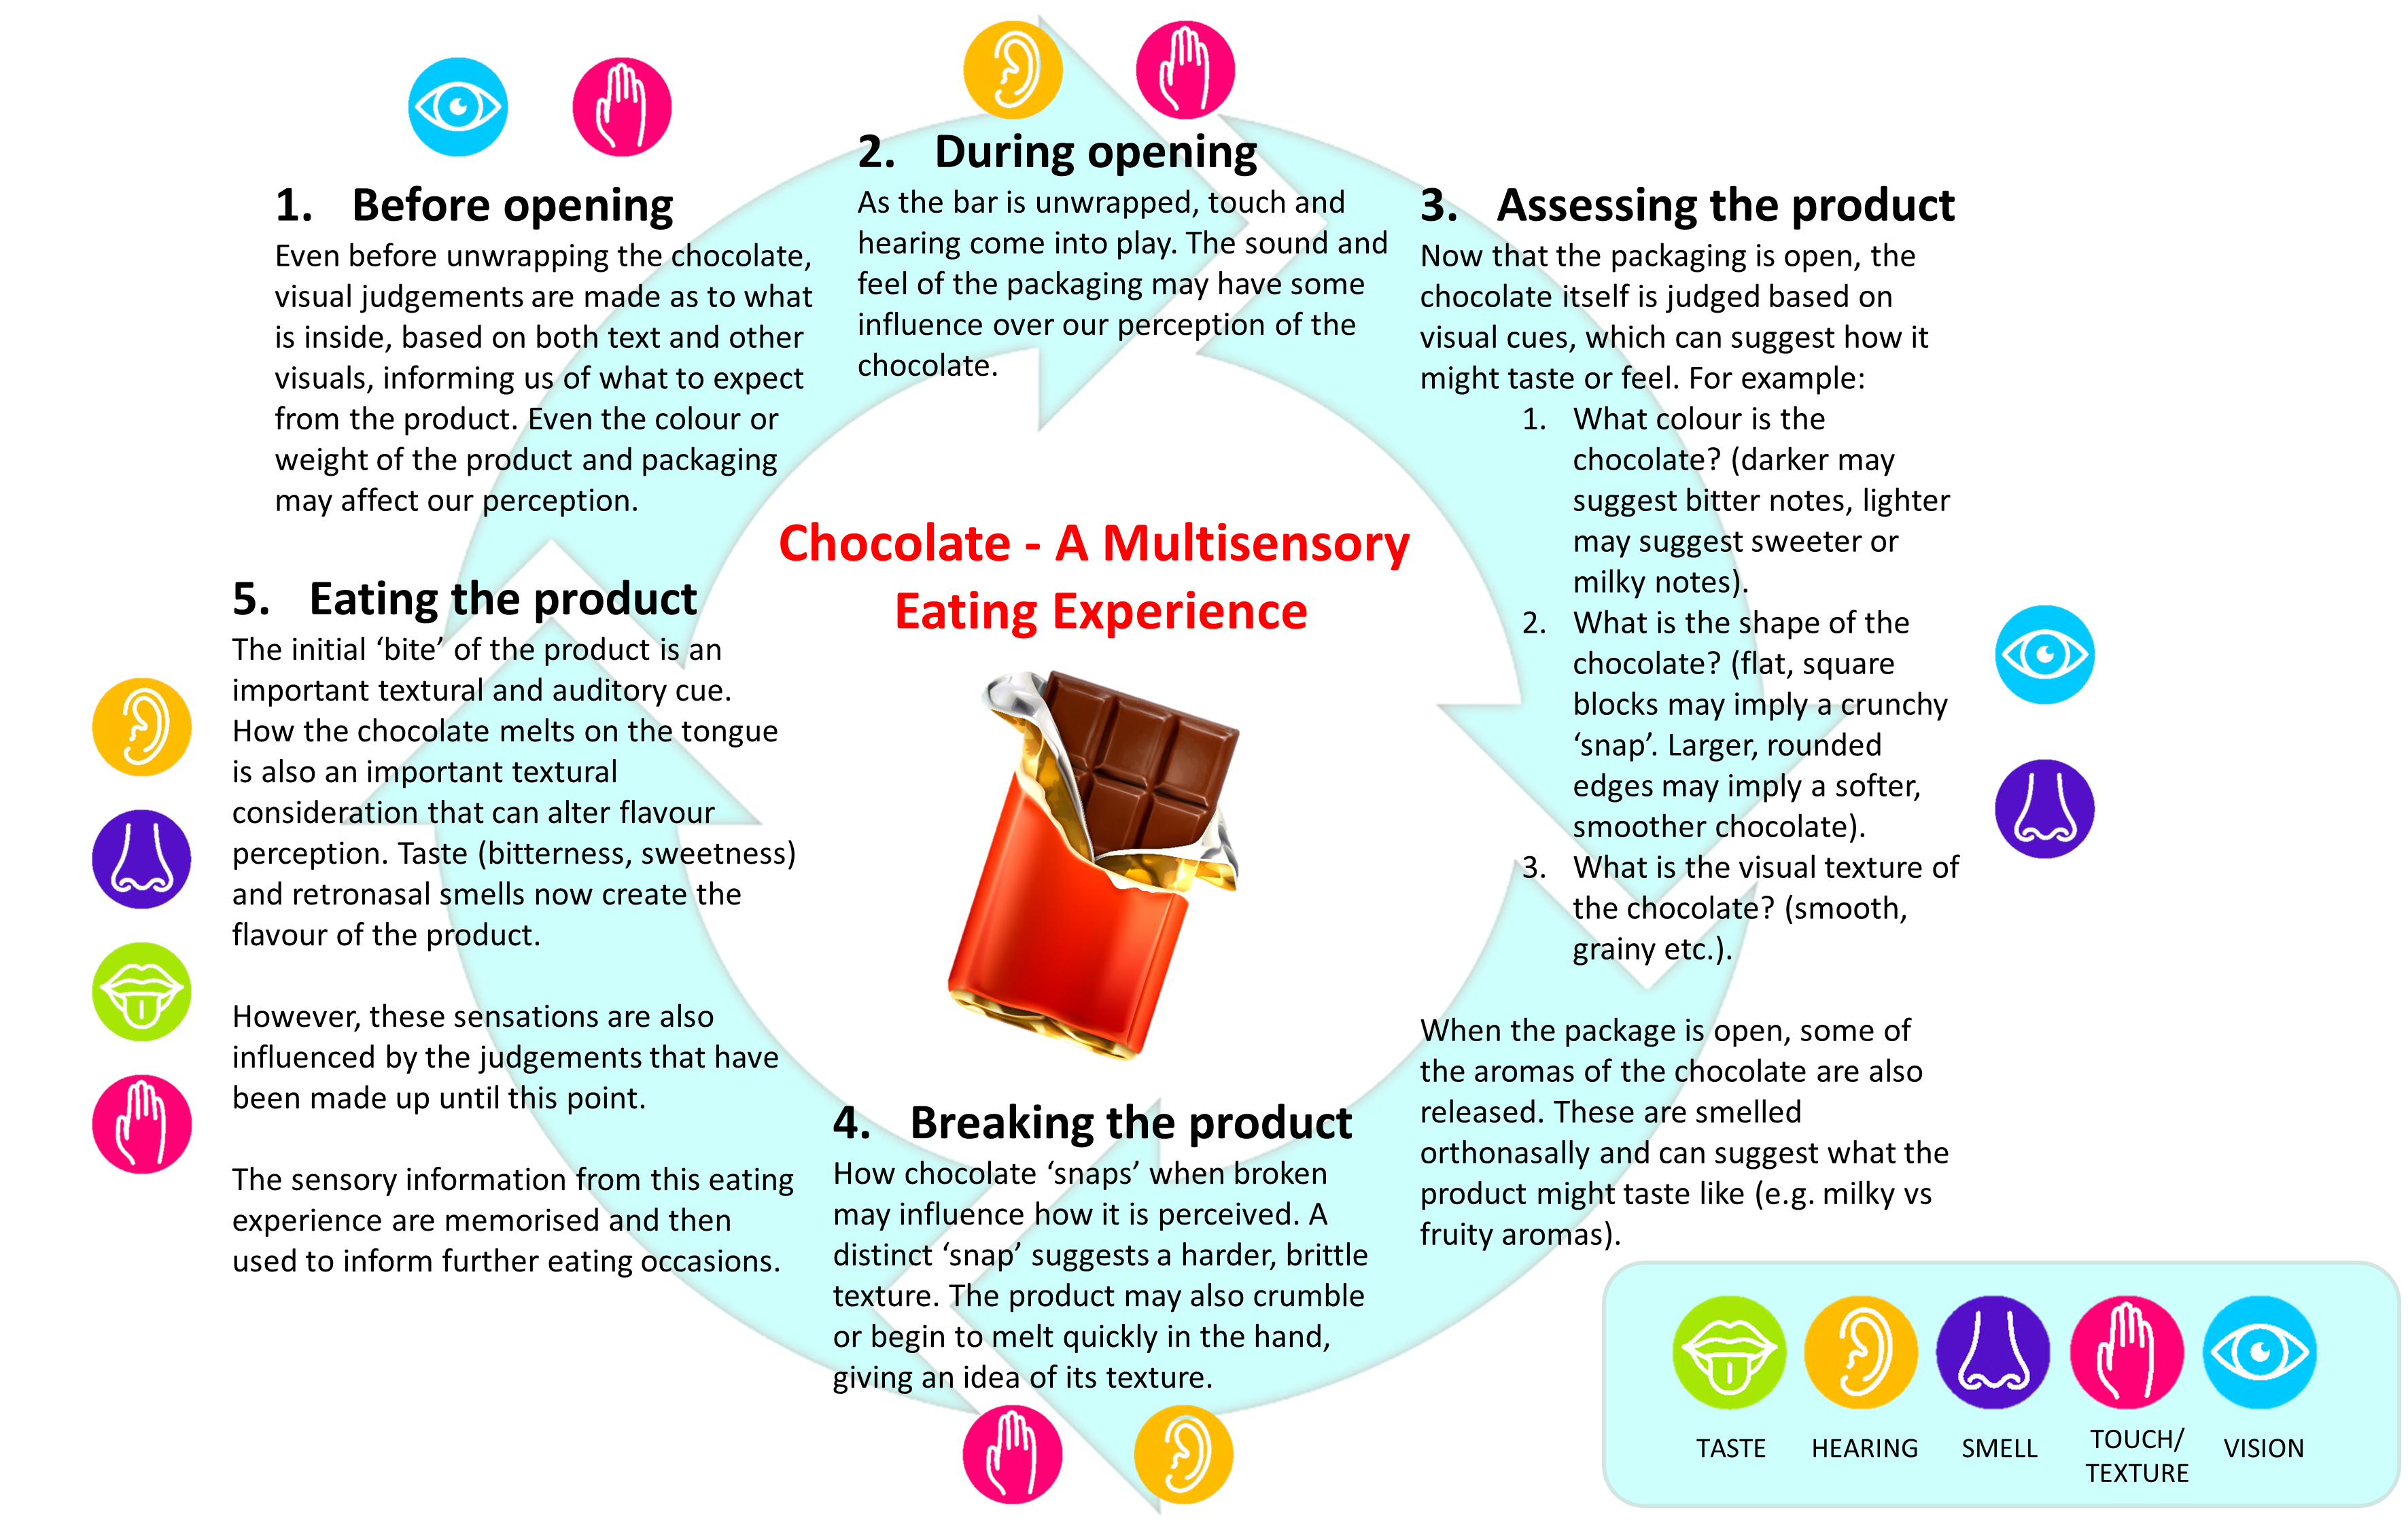 1. Before opening
Even before unwrapping the chocolate,
visual judgements are made as to what
is inside, based on both text and other
visuals, informing us of what to expect
from the product. Even the colour or
weight of the product and packaging
may affect our perception.
2. During opening
As the bar is unwrapped, touch and
hearing come into play. The sound and
feel of the packaging may have some
influence over our perception of the
chocolate.
3. Assessing the product
Now that the packaging is open, the
chocolate itself is judged based on
visual cues, which can suggest how it
might taste or feel. For example:
1. What colour is the
chocolate? (darker may
suggest bitter notes, lighter
may suggest sweeter or
milky notes).
2. What is the shape of the
chocolate? (flat, square
blocks may imply a crunchy
‘snap’. Larger, rounded
edges may imply a softer,
smoother chocolate).
3. What is the visual texture of
the chocolate? (smooth,
grainy etc.).
When the package is open, some of
the aromas of the chocolate are also
released. These are smelled
orthonasally and can suggest what the
product might taste like (e.g. milky vs
fruity aromas).
Chocolate - A Multisensory
Eating Experience
4. Breaking the product
How chocolate ‘snaps’ when broken
may influence how it is perceived. A
distinct ‘snap’ suggests a harder, brittle
texture. The product may also crumble
or begin to melt quickly in the hand,
giving an idea of its texture.
5. Eating the product
The initial ‘bite’ of the product is an
important textural and auditory cue.
How the chocolate melts on the tongue
is also an important textural
consideration that can alter flavour
perception. Taste (bitterness, sweetness)
and retronasal smells now create the
flavour of the product.
However, these sensations are also
influenced by the judgements that have
been made up until this point.
The sensory information from this eating
experience are memorised and then
used to inform further eating occasions.
TASTE
HEARING
SMELL
TOUCH/
TEXTURE
VISION